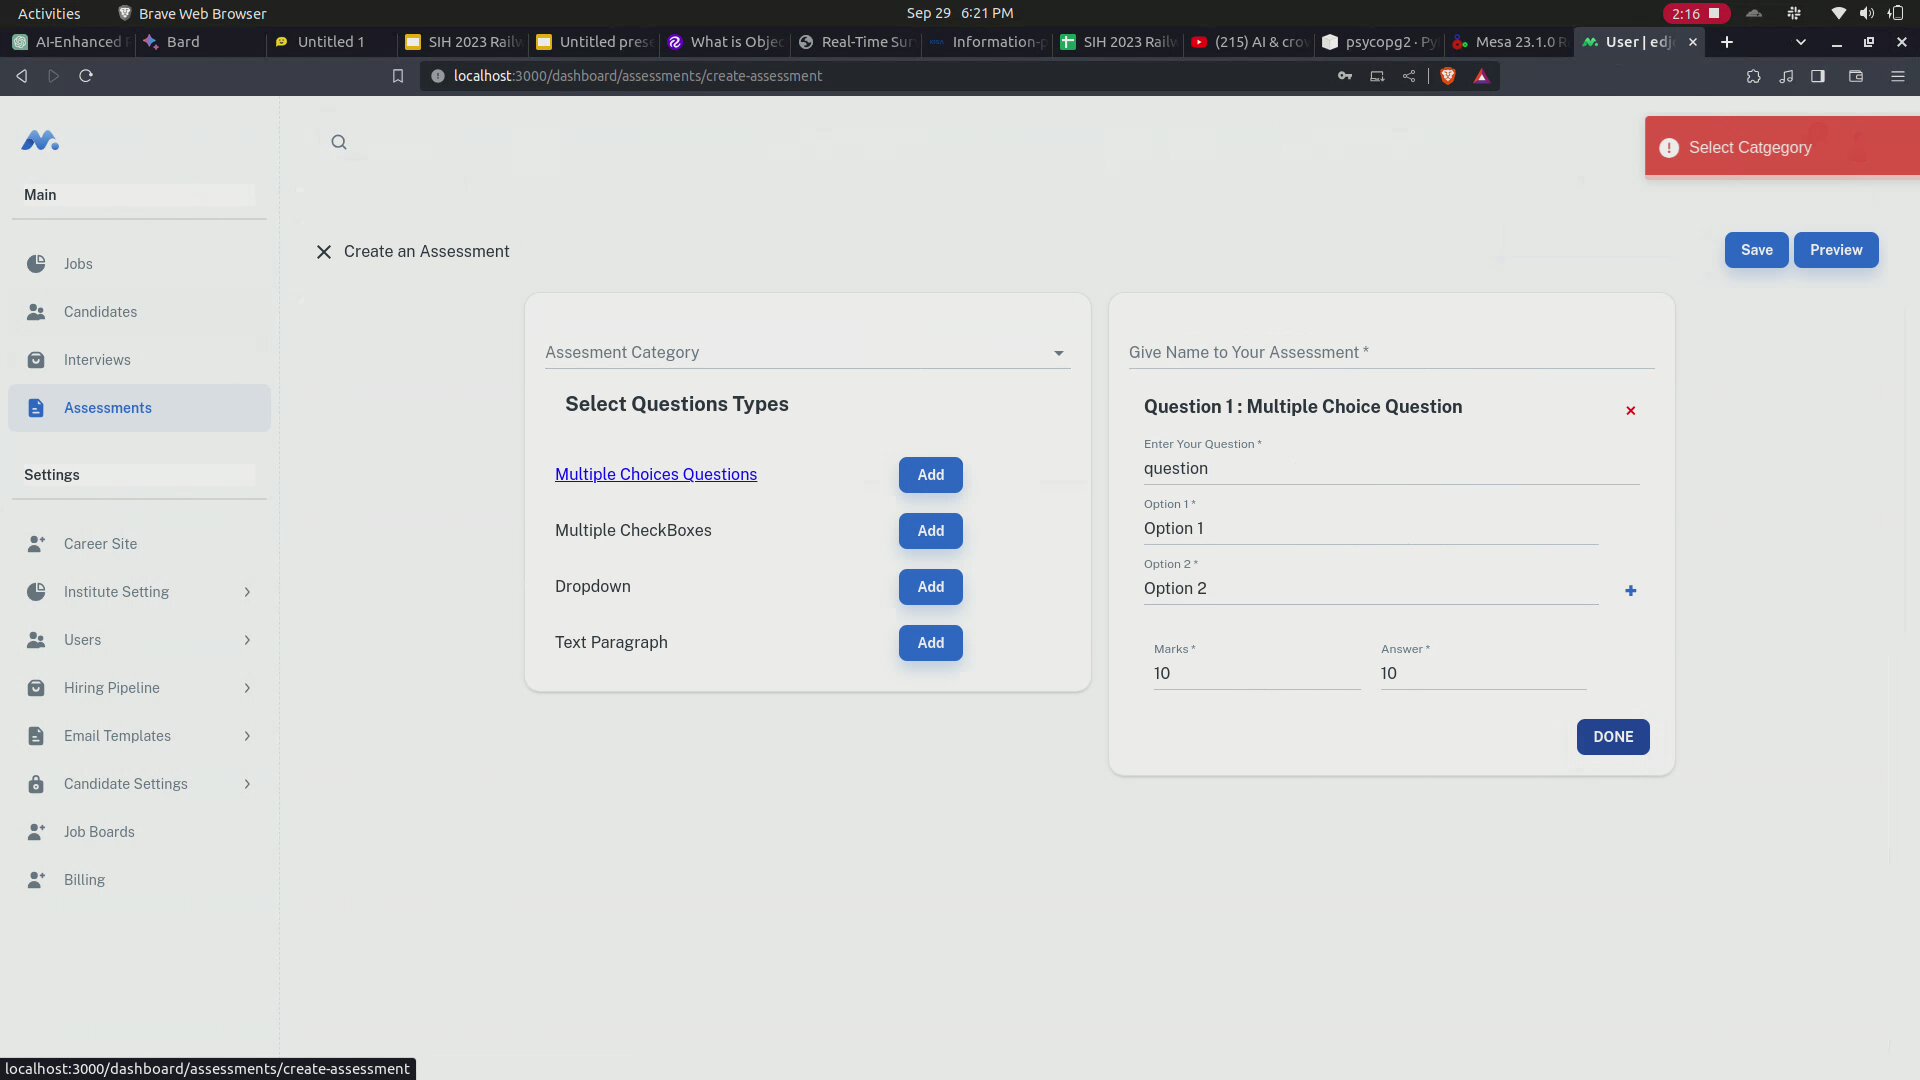 Activities
Brave Web Browser
Sep 29 6:21 PM
2:16
AI-Enhanced
Bard
Untitled 1
SIH 2023 Railw
Untitled prese
What is Objec
Real-Time Sur
Information-p
SIH 2023 Railw
(215) AI & crow
psycopg2 · Py
Mesa 23.1.0 R
User | edjo
localhost:3000/dashboard/assessments/create-assessment
Select Catgegory
Main
Create an Assessment
Save
Preview
Jobs
Candidates
Interviews
Assessments
Settings
Career Site
Institute Setting
Users
Hiring Pipeline
Email Templates
Candidate Settings
Job Boards
Billing
Assesment Category
Select Questions Types
Multiple Choices Questions
Add
Multiple CheckBoxes
Add
Dropdown
Add
Text Paragraph
Add
Give Name to Your Assessment *
Question 1 : Multiple Choice Question
Enter Your Question *
question
Option 1 *
Option 1
Option 2 *
Option 2
Marks *
10
Answer *
10
DONE
localhost:3000/dashboard/assessments/create-assessment